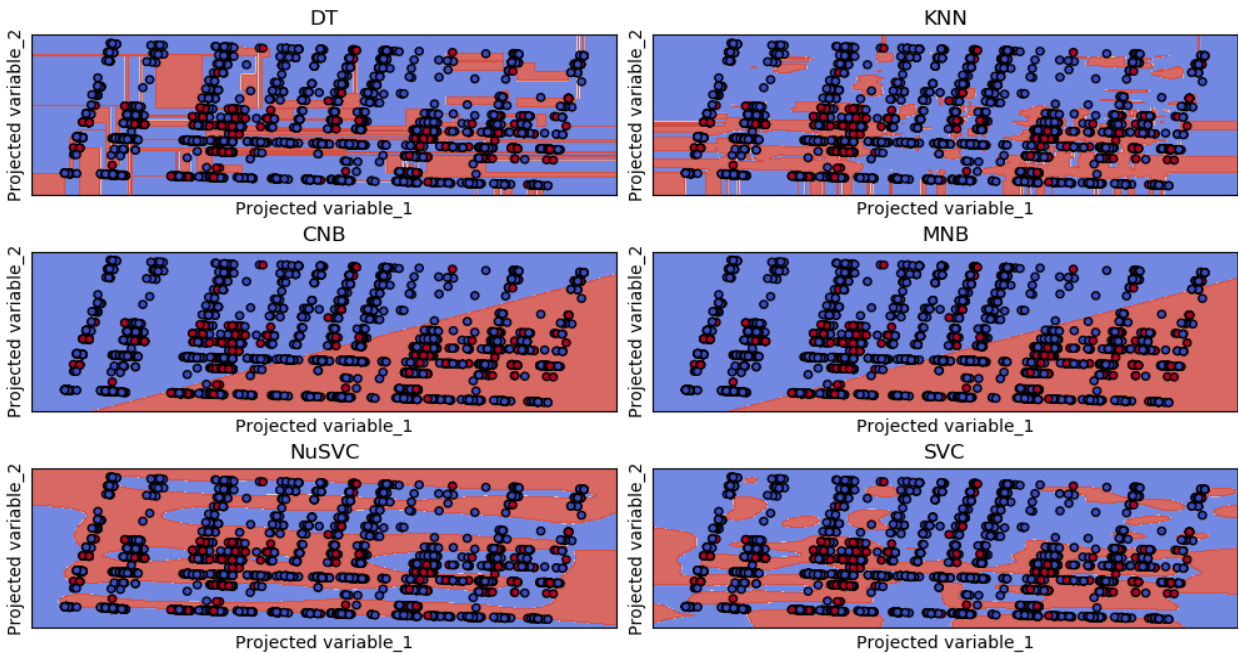 DT
KNN
Projected variable_2
Projected variable_2
Projected variable_1
Projected variable_1
CNB
MNB
Projected variable_2
Projected variable_2
Projected variable_1
Projected variable_1
NuSVC
SVC
Projected variable_2
Projected variable_2
Projected variable_1
Projected variable_1